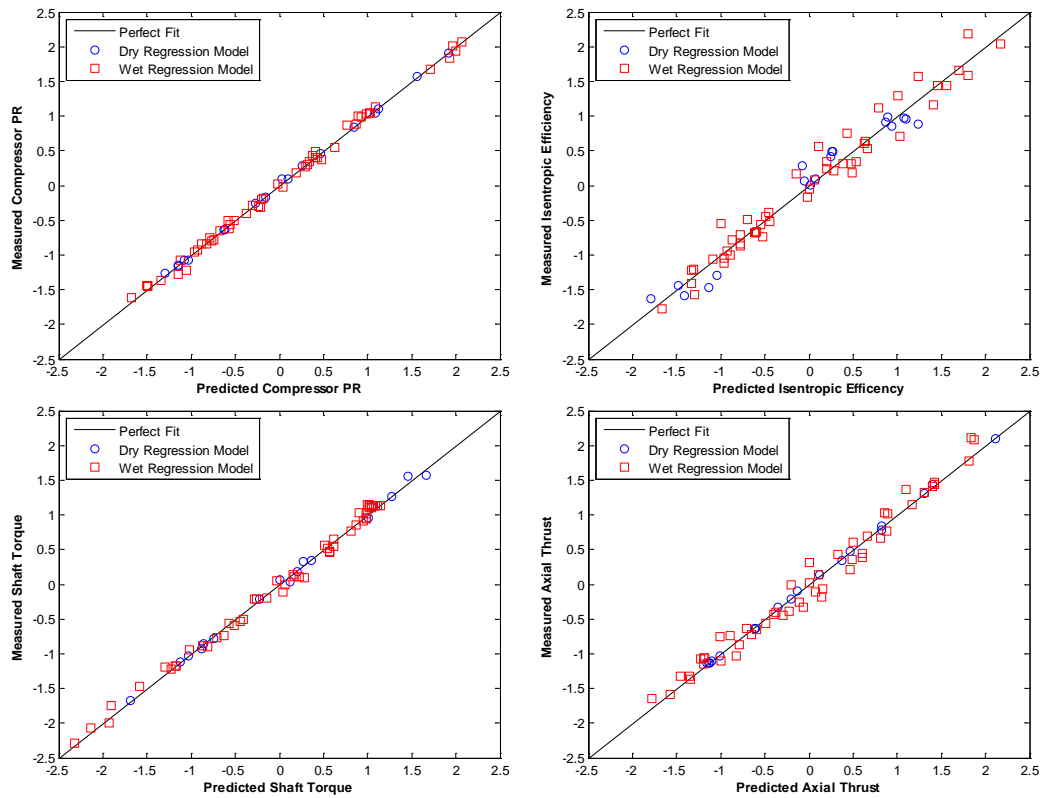 2.5
2
1.5
1
0.5
0
-0.5
-1
-1.5
-2
-2.5
Measured Compressor PR
Perfect Fit
Dry Regression Model
Wet Regression Model
-2.5 -2 -1.5 -1 -0.5 0 0.5 1 1.5 2 2.5
Predicted Compressor PR
2.5
2
1.5
1
0.5
0
-0.5
-1
-1.5
-2
-2.5
Measured Isentropic Efficiency
Perfect Fit
Dry Regression Model
Wet Regression Model
-2.5 -2 -1.5 -1 -0.5 0 0.5 1 1.5 2 2.5
Predicted Isentropic Efficency
2.5
2
1.5
1
0.5
0
-0.5
-1
-1.5
-2
-2.5
Measured Shaft Torque
Perfect Fit
Dry Regression Model
Wet Regression Model
-2.5 -2 -1.5 -1 -0.5 0 0.5 1 1.5 2 2.5
Predicted Shaft Torque
2.5
2
1.5
1
0.5
0
-0.5
-1
-1.5
-2
-2.5
Measured Axial Thrust
Perfect Fit
Dry Regression Model
Wet Regression Model
-2.5 -2 -1.5 -1 -0.5 0 0.5 1 1.5 2 2.5
Predicted Axial Thrust